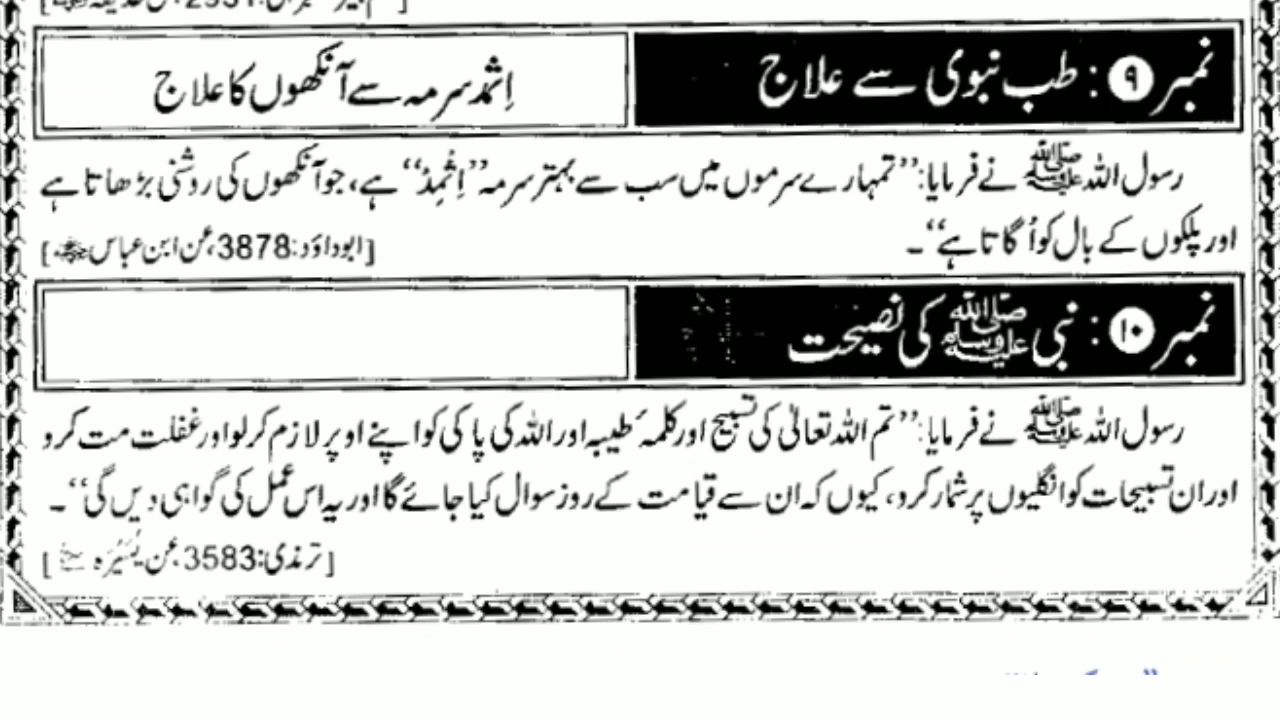 نمبر ۹ : طب نبوی سے علاج
اِثمد سرمہ سے آنکھوں کا علاج
رسول اللہ ﷺ نے فرمایا: ’’تمہارے سرموں میں سب سے بہتر سرمہ ’’اِثْمِدْ‘‘ ہے، جو آنکھوں کی روشنی بڑھاتا ہے
اور پلکوں کے بال کو اُگاتا ہے‘‘۔
[ابوداؤد: 3878، عن ابن عباس ؓ]
نمبر ۱۰ : نبی ﷺ کی نصیحت
رسول اللہ ﷺ نے فرمایا: ’’تم اللہ تعالیٰ کی تسبیح اور کلمۂ طیبہ اور اللہ کی پاکی کو اپنے اوپر لازم کرلو اور غفلت مت کرو
اور ان تسبیحات کو انگلیوں پر شمار کرو، کیوں کہ ان سے قیامت کے روز سوال کیا جائے گا اور یہ اس عمل کی گواہی دیں گی‘‘۔
[ترمذی: 3583، عن یُسَیْرَہ]